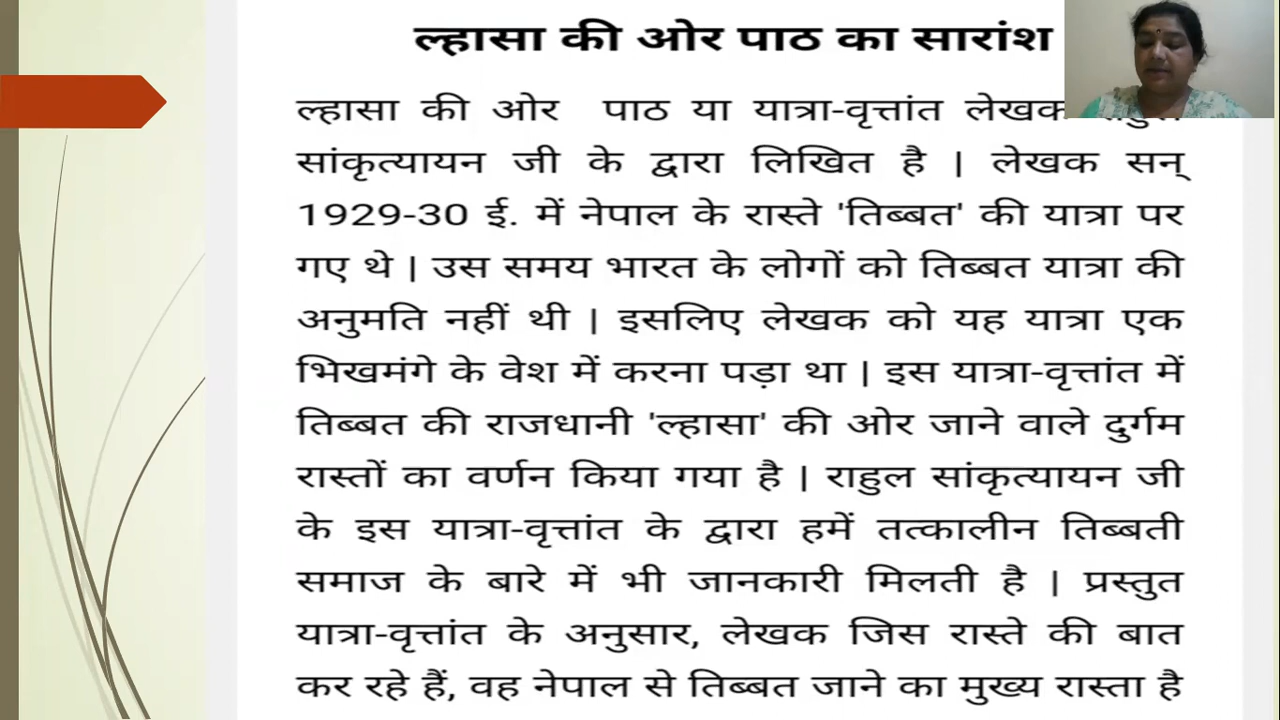 ल्हासा की ओर पाठ का सारांश
ल्हासा की ओर पाठ या यात्रा-वृत्तांत लेखक
सांकृत्यायन जी के द्वारा लिखित है | लेखक सन्
1929-30 ई. में नेपाल के रास्ते 'तिब्बत' की यात्रा पर
गए थे | उस समय भारत के लोगों को तिब्बत यात्रा की
अनुमति नहीं थी | इसलिए लेखक को यह यात्रा एक
भिखमंगे के वेश में करना पड़ा था | इस यात्रा-वृत्तांत में
तिब्बत की राजधानी 'ल्हासा' की ओर जाने वाले दुर्गम
रास्तों का वर्णन किया गया है | राहुल सांकृत्यायन जी
के इस यात्रा-वृत्तांत के द्वारा हमें तत्कालीन तिब्बती
समाज के बारे में भी जानकारी मिलती है | प्रस्तुत
यात्रा-वृत्तांत के अनुसार, लेखक जिस रास्ते की बात
कर रहे हैं, वह नेपाल से तिब्बत जाने का मुख्य रास्ता है